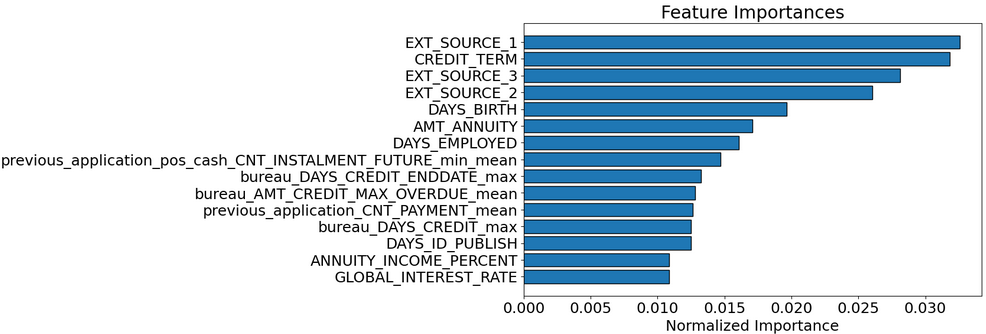 Feature Importances
EXT_SOURCE_1
CREDIT_TERM
EXT_SOURCE_3
EXT_SOURCE_2
DAYS_BIRTH
AMT_ANNUITY
DAYS_EMPLOYED
previous_application_pos_cash_CNT_INSTALMENT_FUTURE_min_mean
bureau_DAYS_CREDIT_ENDDATE_max
bureau_AMT_CREDIT_MAX_OVERDUE_mean
previous_application_CNT_PAYMENT_mean
bureau_DAYS_CREDIT_max
DAYS_ID_PUBLISH
ANNUITY_INCOME_PERCENT
GLOBAL_INTEREST_RATE
0.000 0.005 0.010 0.015 0.020 0.025 0.030
Normalized Importance